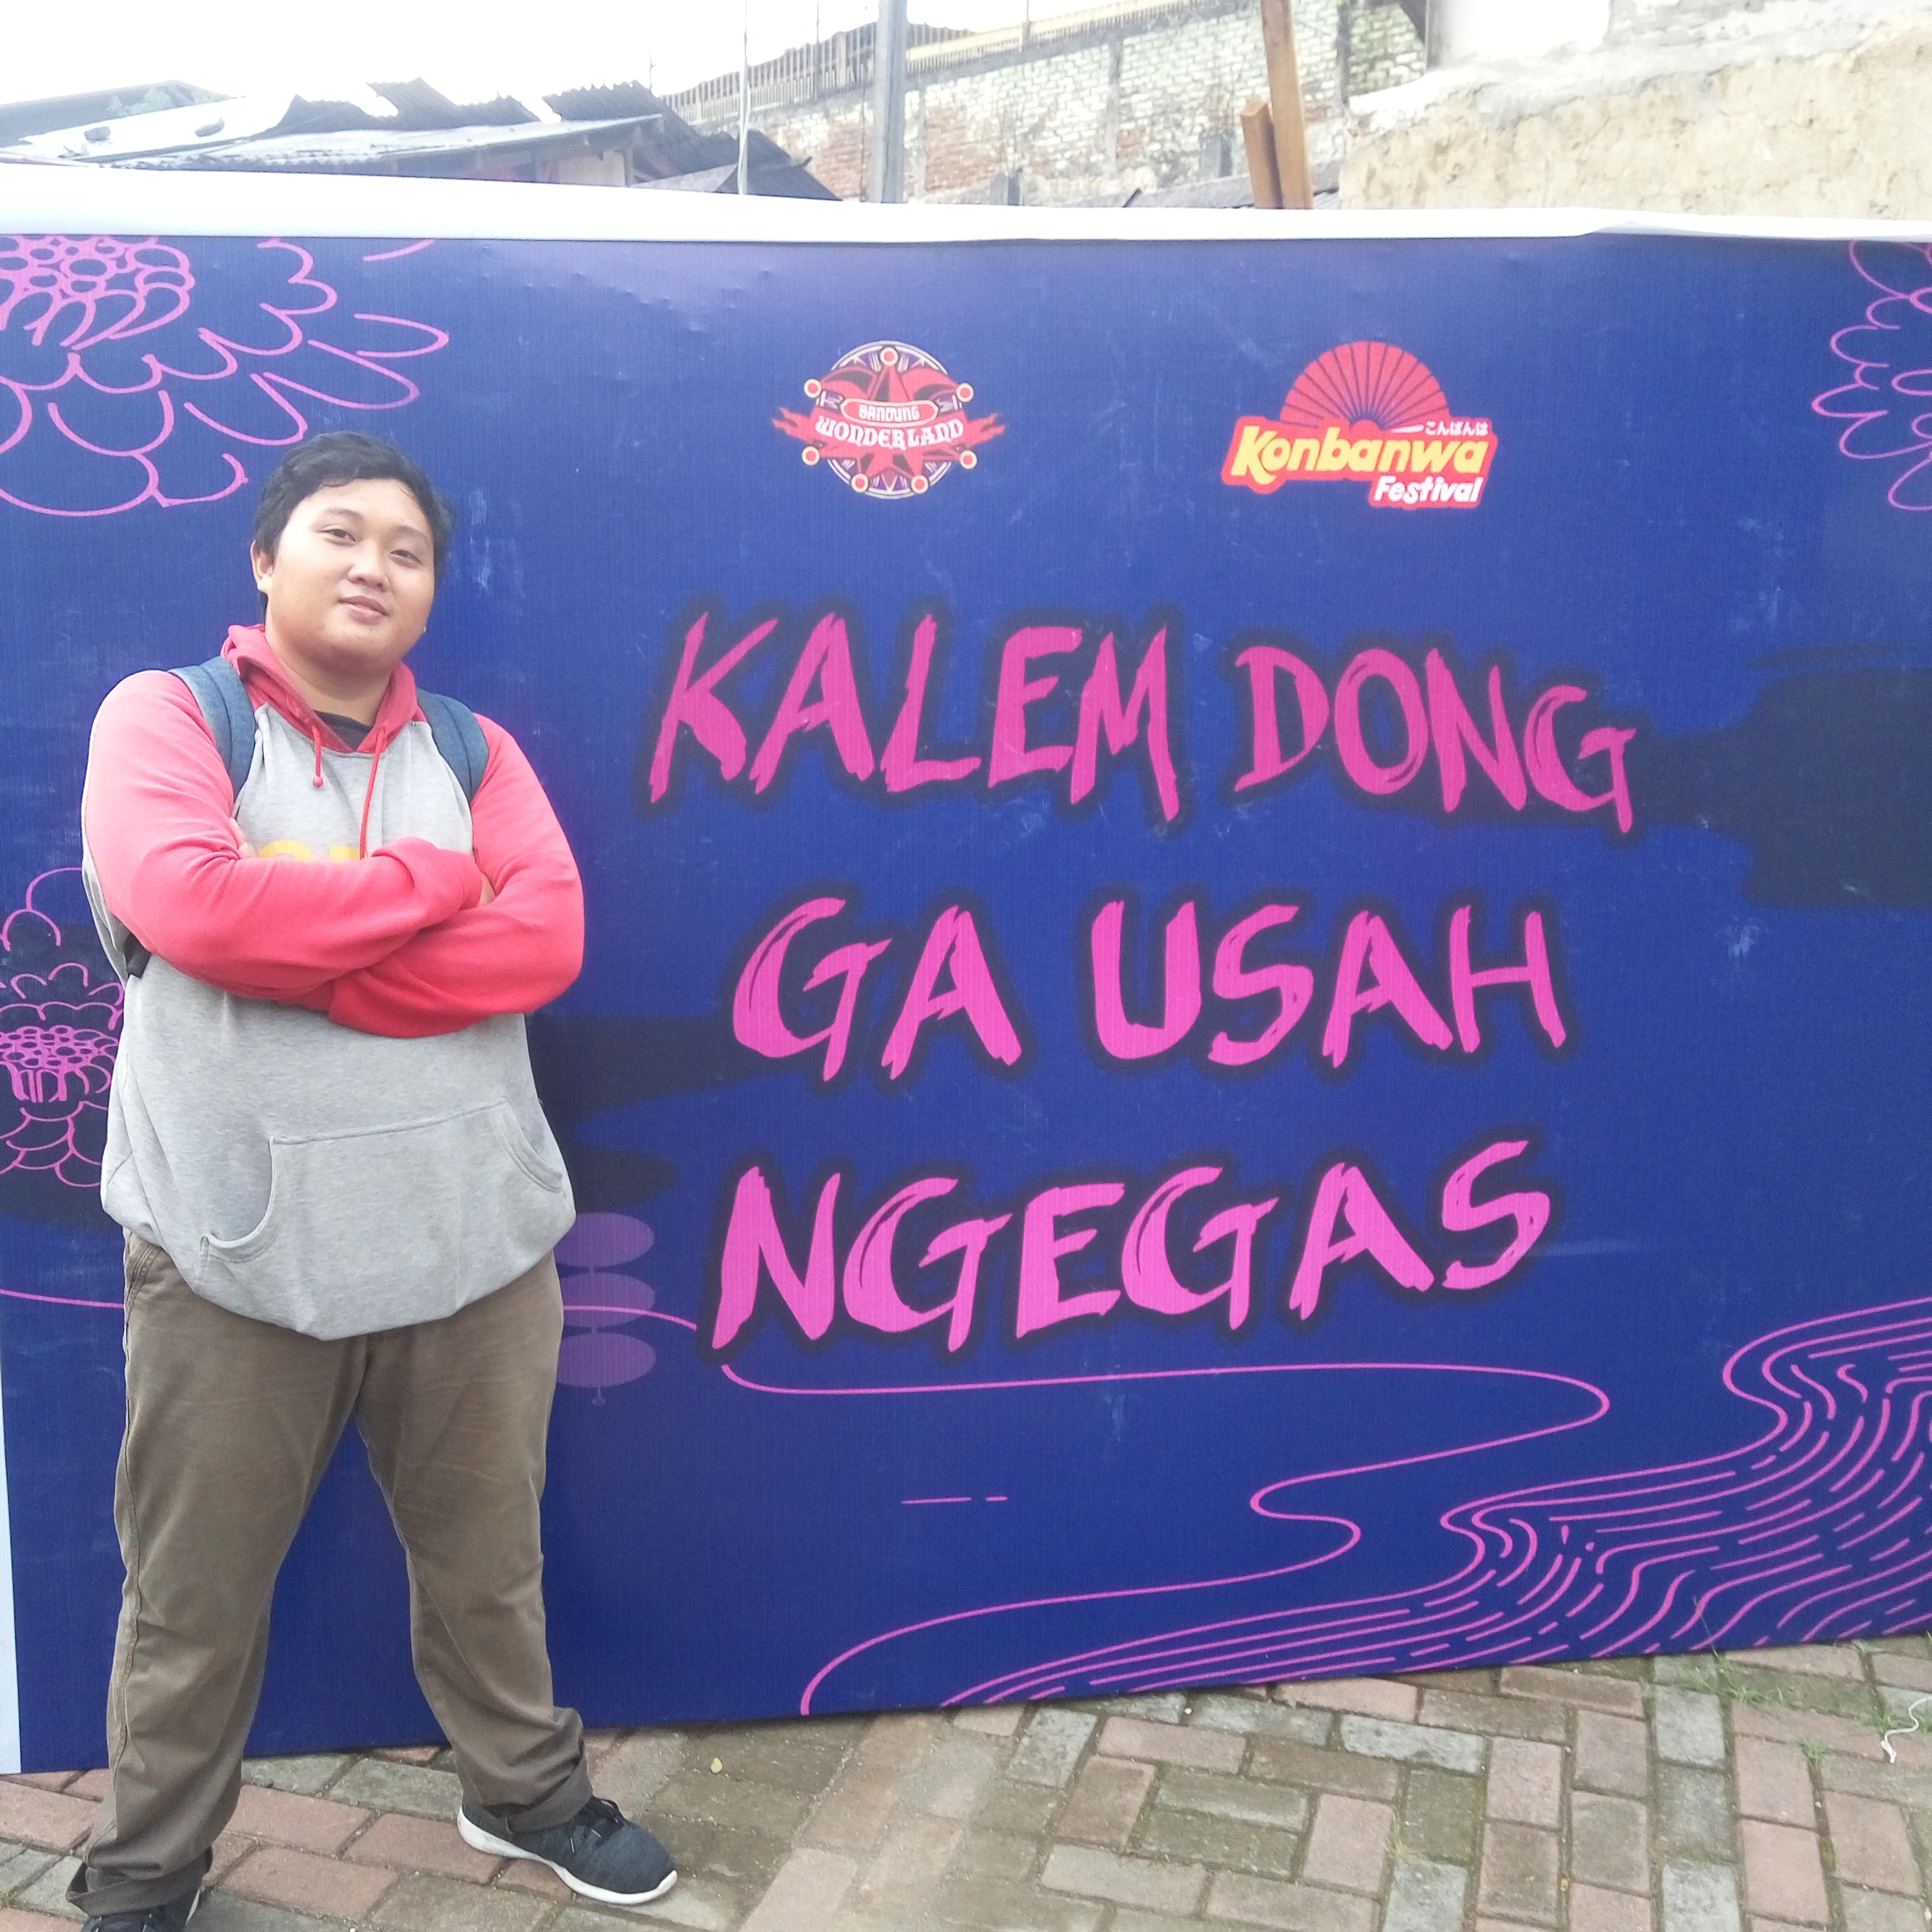 BANDUNG
WONDERLAND
こんばんは
Konbanwa
Festival
KALEM DONG
GA USAH
NGEGAS